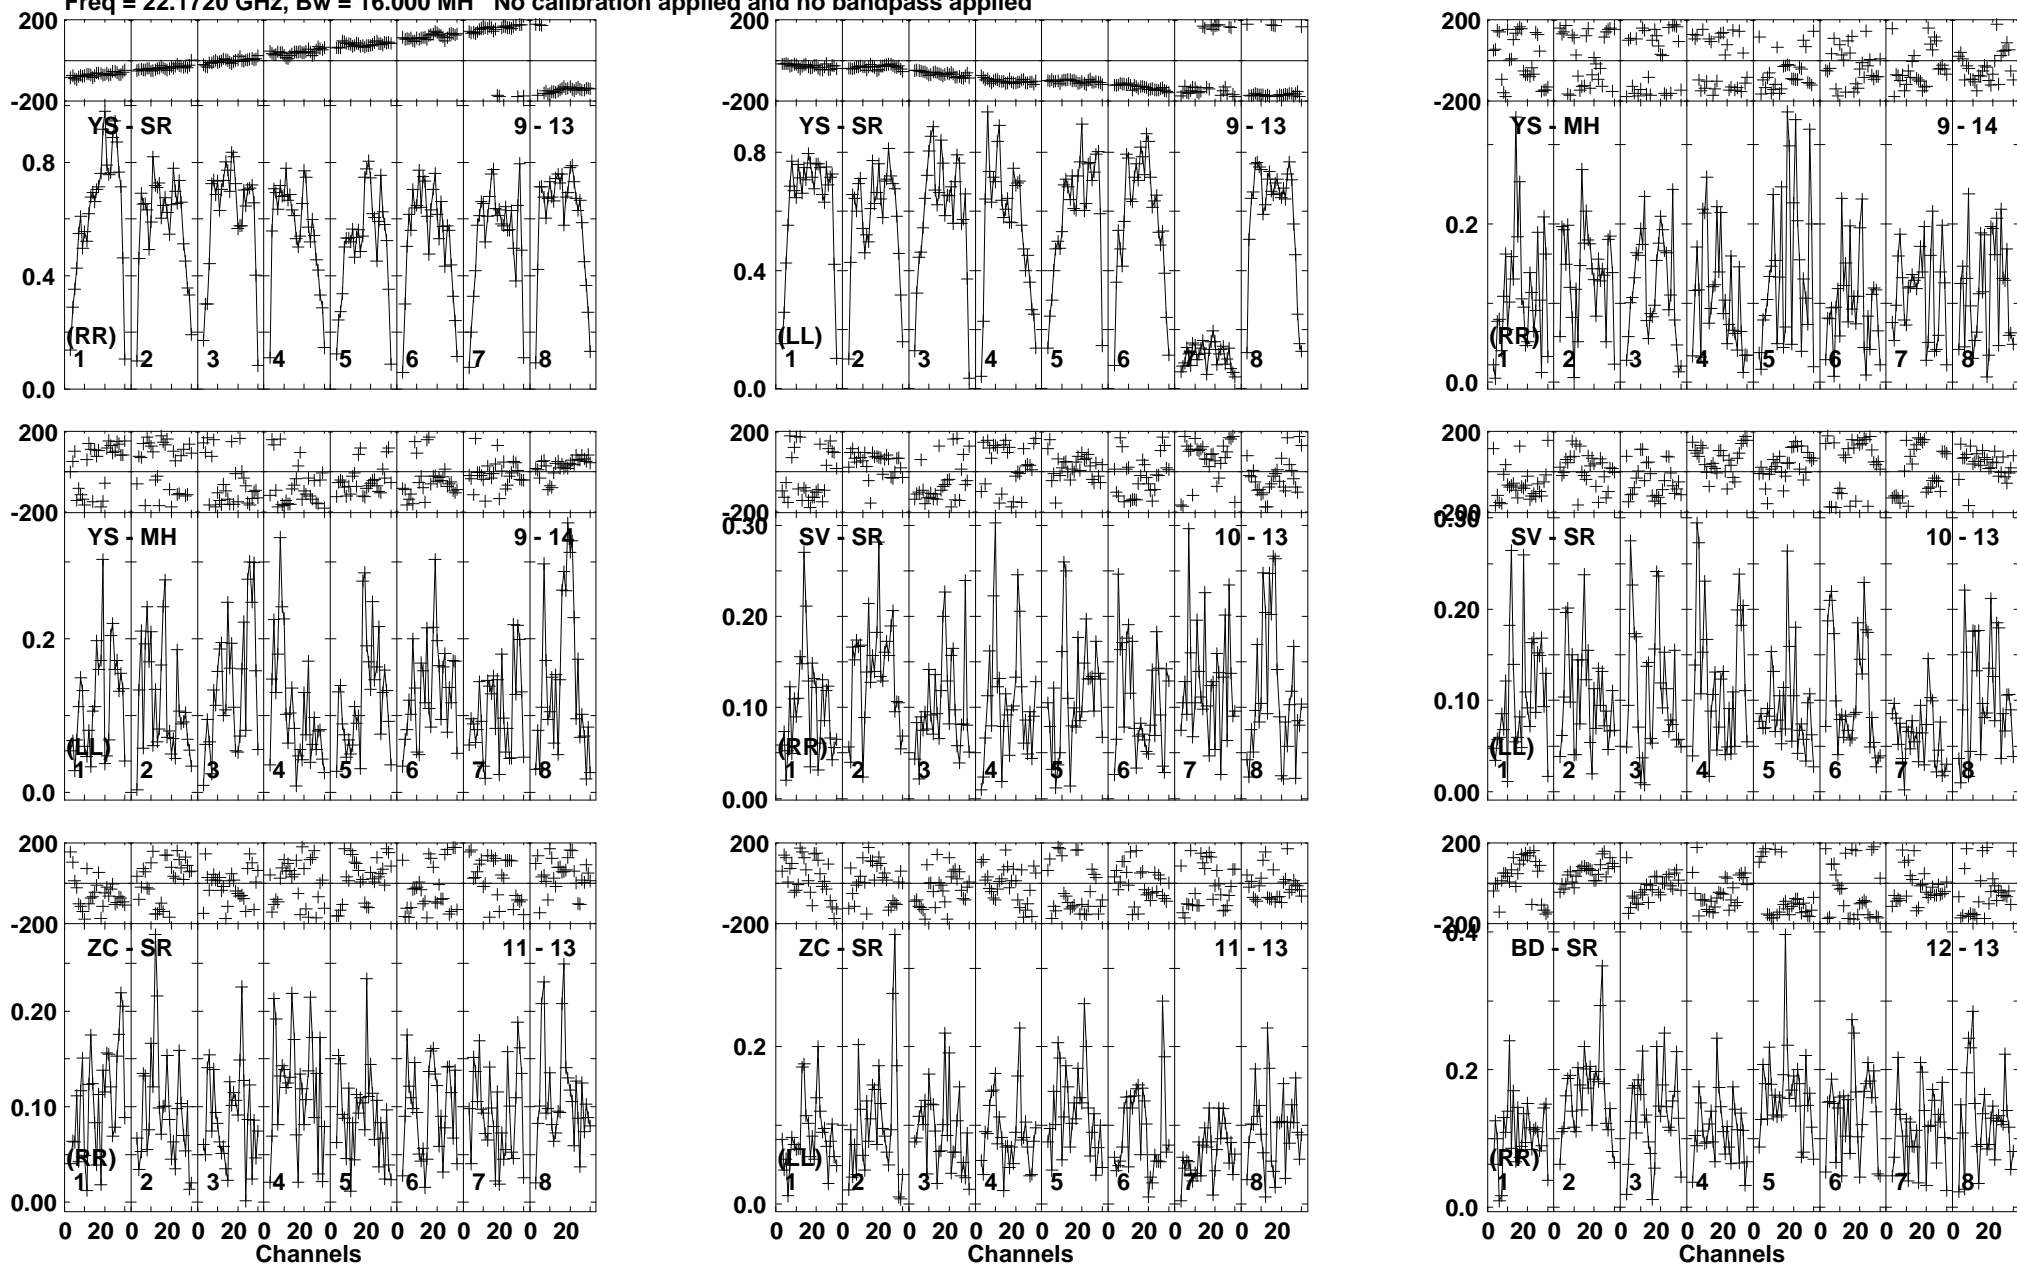 Freq = 22.1720 GHz, Bw = 16.000 MH No calibration applied and no bandpass applied
200
-200
YS - SR 9 - 13
0.8
0.4
0.0
(RR)
1 2 3 4 5 6 7 8
200
-200
YS - SR 9 - 13
0.8
0.4
0.0
(LL)
1 2 3 4 5 6 7 8
200
-200
YS - MH 9 - 14
0.2
0.0
(RR)
1 2 3 4 5 6 7 8
200
-200
YS - MH 9 - 14
0.2
0.0
(LL)
1 2 3 4 5 6 7 8
200
-200
0.30
SV - SR 10 - 13
0.20
0.10
0.00
(RR)
1 2 3 4 5 6 7 8
200
-200
0.30
SV - SR 10 - 13
0.20
0.10
0.00
(LL)
1 2 3 4 5 6 7 8
200
-200
ZC - SR 11 - 13
0.20
0.10
0.00
(RR)
1 2 3 4 5 6 7 8
0 20 0 20 0 20 0 20 0 20 0 20 0 20 0 20
Channels
200
-200
ZC - SR 11 - 13
0.2
0.0
(LL)
1 2 3 4 5 6 7 8
0 20 0 20 0 20 0 20 0 20 0 20 0 20 0 20
Channels
200
-200
0.4
BD - SR 12 - 13
0.2
0.0
(RR)
1 2 3 4 5 6 7 8
0 20 0 20 0 20 0 20 0 20 0 20 0 20 0 20
Channels